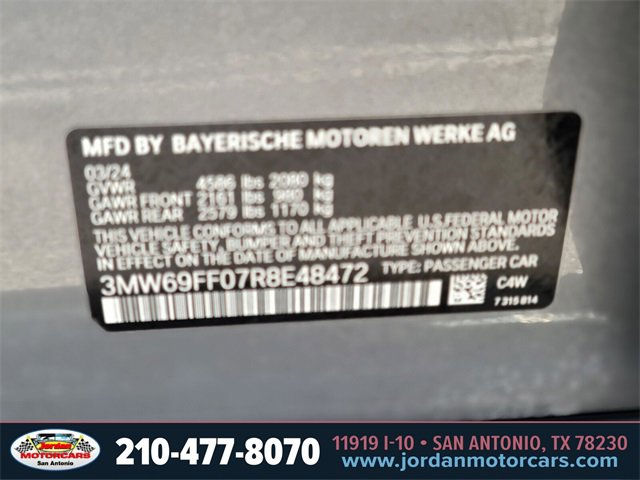 MFD BY BAYERISCHE MOTOREN WERKE AG
03/24
GVWR 4586 lbs 2080 kg
GAWR FRONT 2161 lbs 980 kg
GAWR REAR 2579 lbs 1170 kg
THIS VEHICLE CONFORMS TO ALL APPLICABLE U.S. FEDERAL MOTOR
VEHICLE SAFETY, BUMPER AND THEFT PREVENTION STANDARDS
IN EFFECT ON THE DATE OF MANUFACTURE SHOWN ABOVE.
3MW69FF07R8E48472 TYPE: PASSENGER CAR
C4W
7 315 814
Jordan
MOTORCARS
San Antonio
210-477-8070
11919 I-10 • SAN ANTONIO, TX 78230
www.jordanmotorcars.com